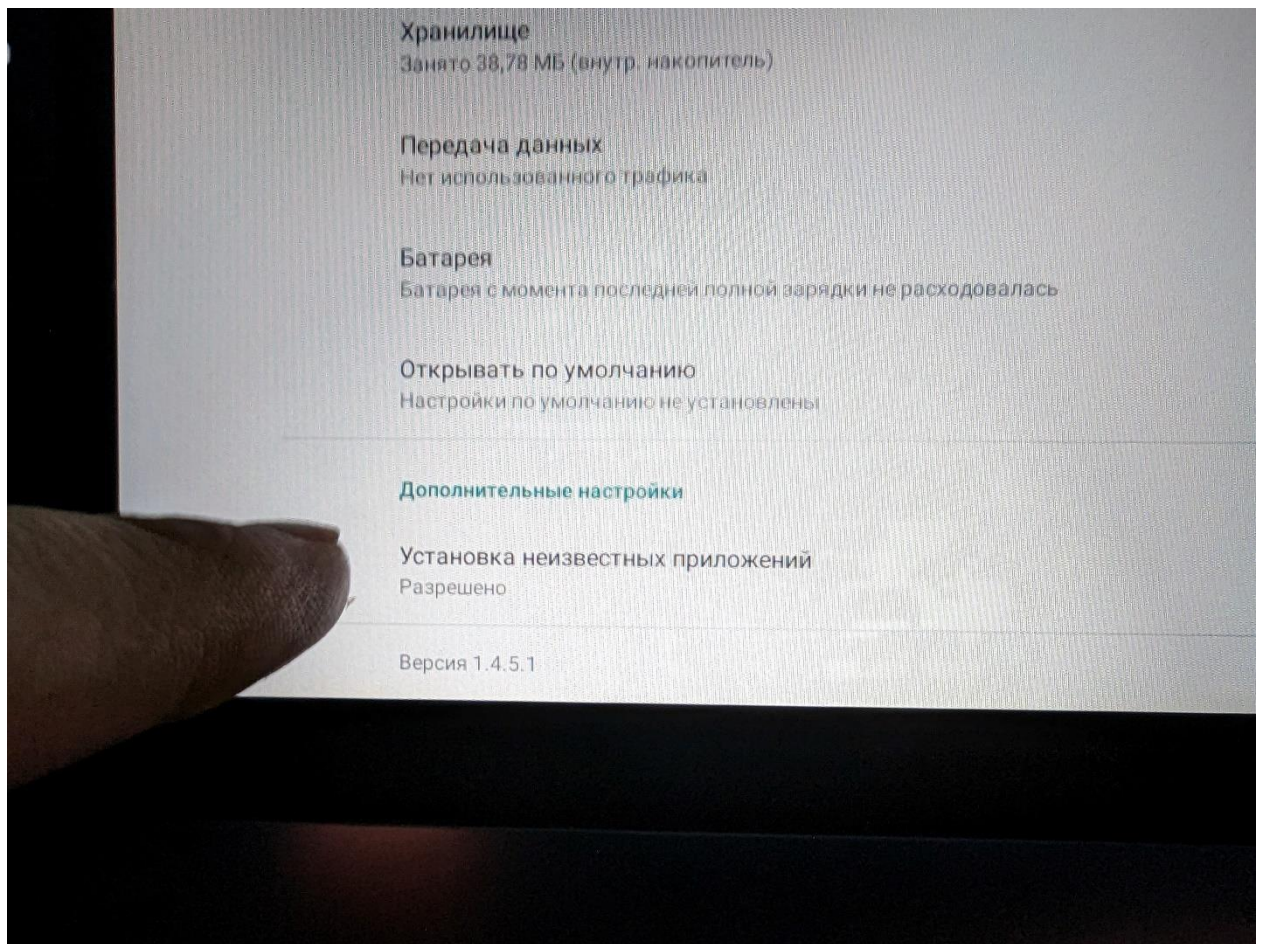 Хранилище
Занято 38,78 МБ (внутр. накопитель)
Передача данных
Нет использованного трафика
Батарея
Батарея с момента последней полной зарядки не расходовалась
Открывать по умолчанию
Настройки по умолчанию не установлены
Дополнительные настройки
Установка неизвестных приложений
Разрешено
Версия 1.4.5.1